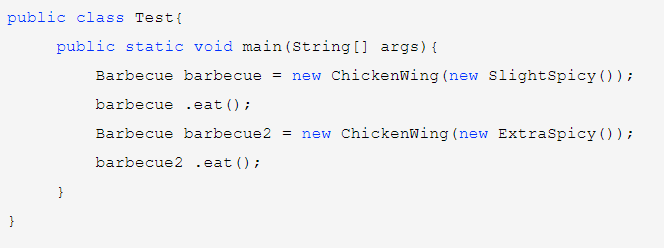 public class Test{
public static void main(String[] args){
Barbecue barbecue = new ChickenWing(new SlightSpicy());
barbecue .eat();
Barbecue barbecue2 = new ChickenWing(new ExtraSpicy());
barbecue2 .eat();
}
}